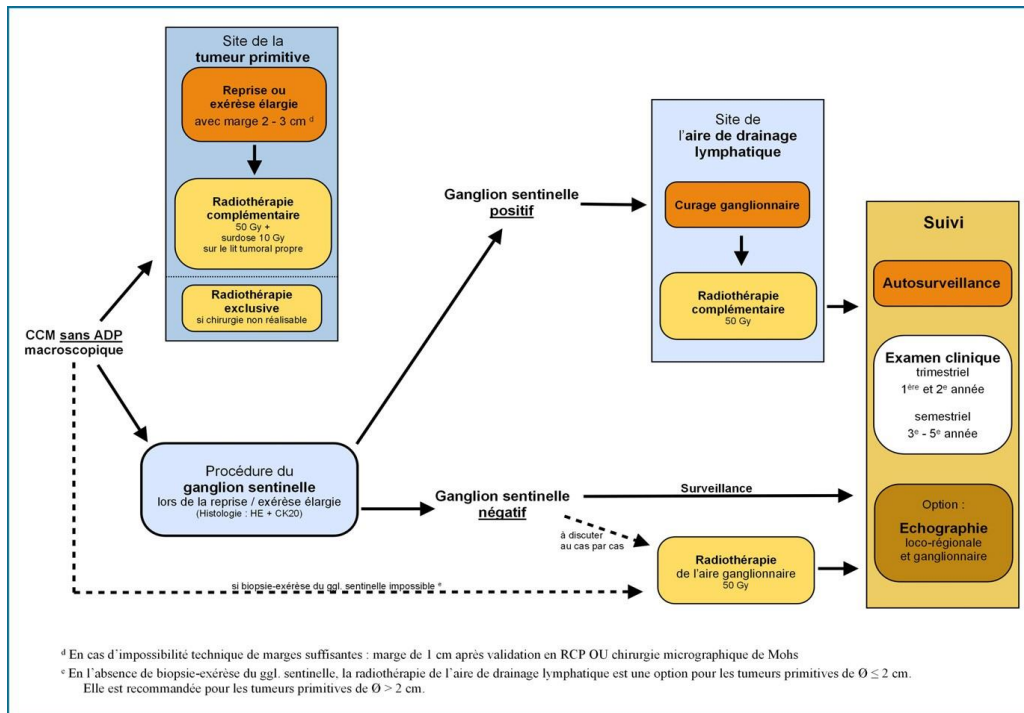 Site de la
tumeur primitive
Reprise ou
exérèse élargie
avec marge 2 - 3 cm d
Radiothérapie
complémentaire
50 Gy +
surdose 10 Gy
sur le lit tumoral propre
Radiothérapie
exclusive
si chirurgie non réalisable
CCM sans ADP
macroscopique
Procédure du
ganglion sentinelle
lors de la reprise / exérèse élargie
(Histologie : HE + CK20)
Ganglion sentinelle
positif
Site de
l'aire de drainage
lymphatique
Curage ganglionnaire
Radiothérapie
complémentaire
50 Gy
Ganglion sentinelle
négatif
Surveillance
à discuter
au cas par cas
si biopsie-exérèse du ggl. sentinelle impossible e
Radiothérapie
de l'aire ganglionnaire
50 Gy
Suivi
Autosurveillance
Examen clinique
trimestriel
1ère et 2e année
semestriel
3e - 5e année
Option :
Echographie
loco-régionale
et ganglionnaire
d En cas d'impossibilité technique de marges suffisantes : marge de 1 cm après validation en RCP OU chirurgie micrographique de Mohs
e En l'absence de biopsie-exérèse du ggl. sentinelle, la radiothérapie de l'aire de drainage lymphatique est une option pour les tumeurs primitives de Ø ≤ 2 cm.
Elle est recommandée pour les tumeurs primitives de Ø > 2 cm.